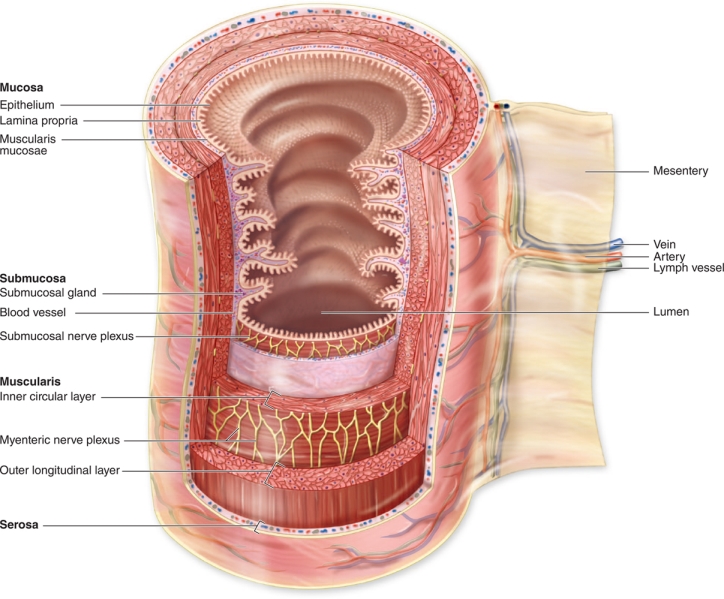 Mucosa
Epithelium
Lamina propria
Muscularis
mucosae
Submucosa
Submucosal gland
Blood vessel
Submucosal nerve plexus
Muscularis
Inner circular layer
Myenteric nerve plexus
Outer longitudinal layer
Serosa
Mesentery
Vein
Artery
Lymph vessel
Lumen